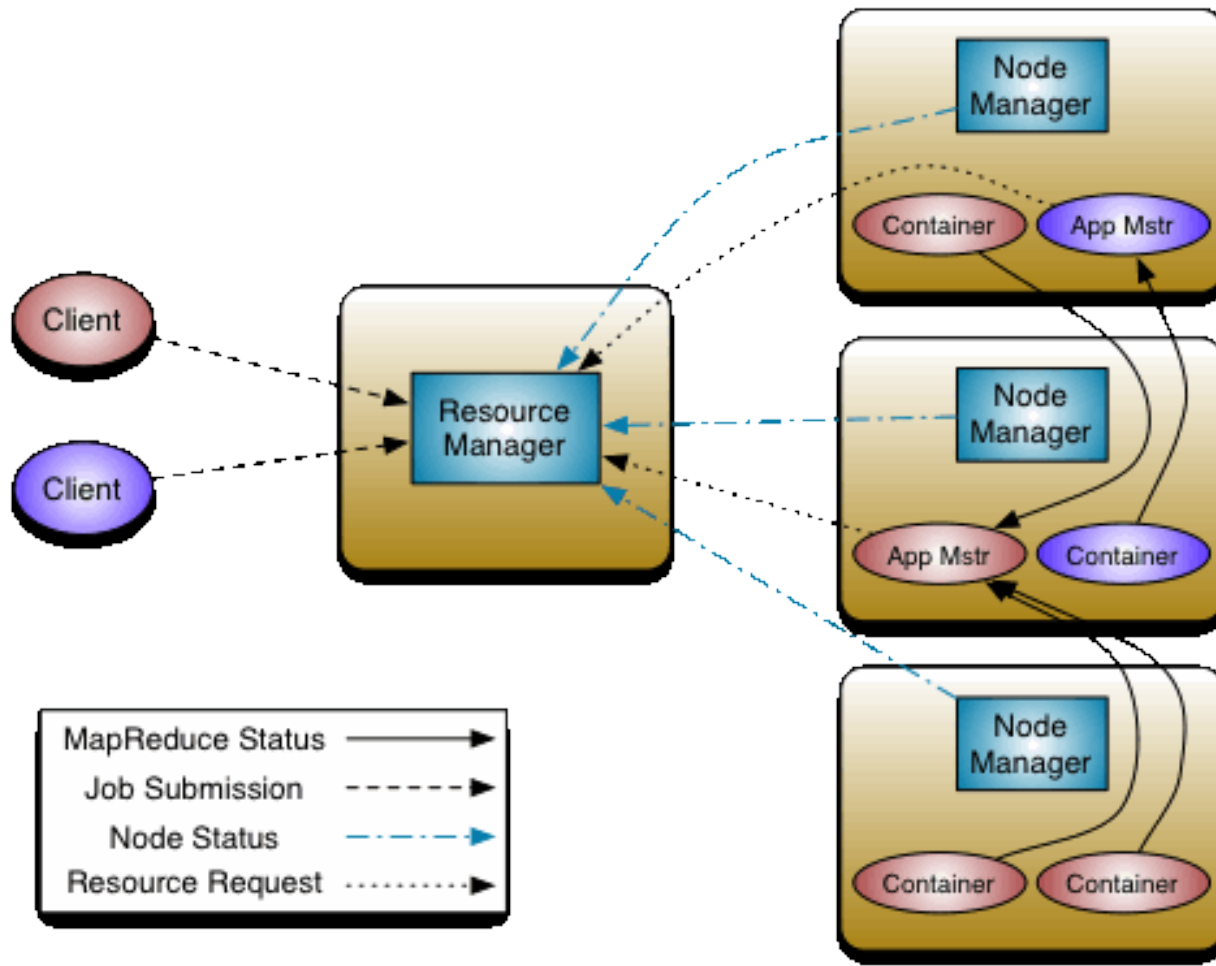 Node
Manager
Container
App Mstr
Client
Resource
Manager
Client
Node
Manager
App Mstr
Container
MapReduce Status
Job Submission
Node Status
Resource Request
Node
Manager
Container
Container